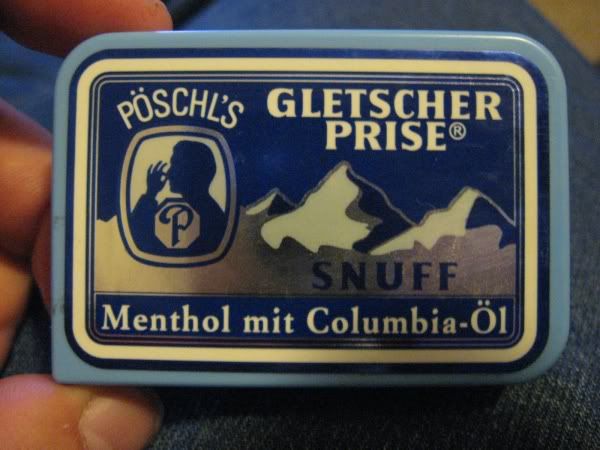 PÖSCHL'S
GLETSCHER
PRISE®
P
SNUFF
Menthol mit Columbia-Öl